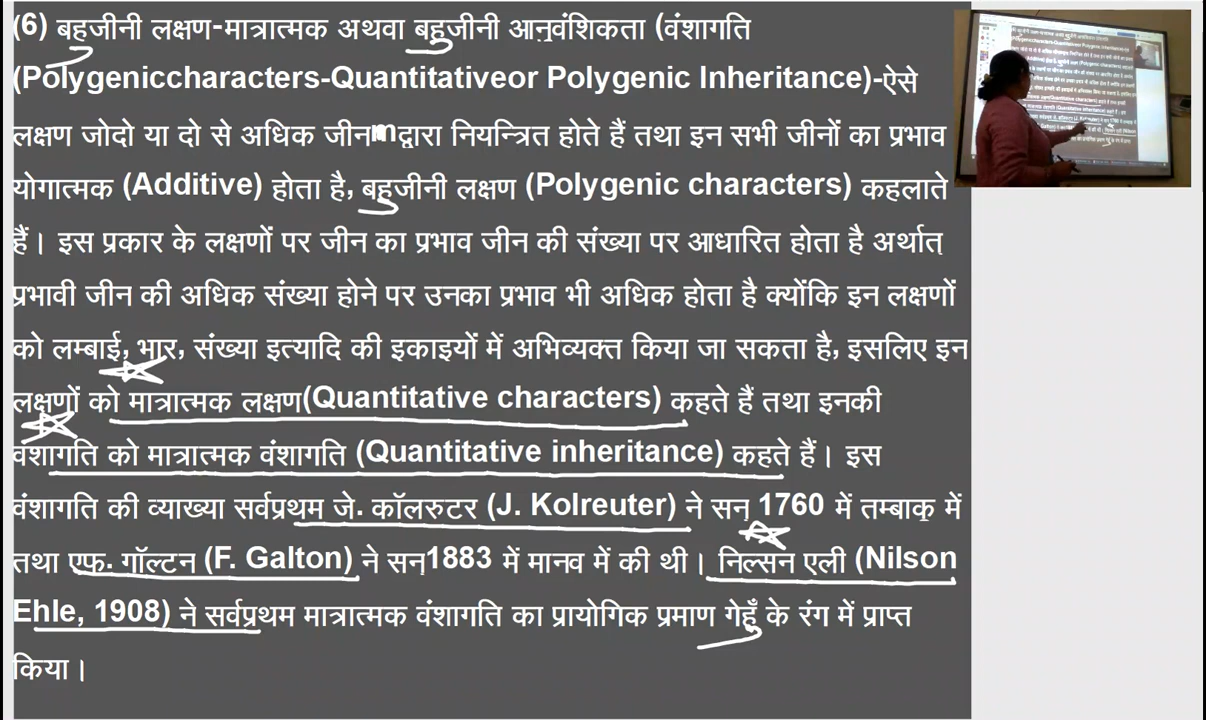 (6) बहुजीनी लक्षण-मात्रात्मक अथवा बहुजीनी आनुवंशिकता (वंशागति
(Polygeniccharacters-Quantitativeor Polygenic Inheritance)-ऐसे
लक्षण जोदो या दो से अधिक जीन द्वारा नियन्त्रित होते हैं तथा इन सभी जीनों का प्रभाव
योगात्मक (Additive) होता है, बहुजीनी लक्षण (Polygenic characters) कहलाते
हैं। इस प्रकार के लक्षणों पर जीन का प्रभाव जीन की संख्या पर आधारित होता है अर्थात्
प्रभावी जीन की अधिक संख्या होने पर उनका प्रभाव भी अधिक होता है क्योंकि इन लक्षणों
को लम्बाई, भार, संख्या इत्यादि की इकाइयों में अभिव्यक्त किया जा सकता है, इसलिए इन
लक्षणों को मात्रात्मक लक्षण(Quantitative characters) कहते हैं तथा इनकी
वंशागति को मात्रात्मक वंशागति (Quantitative inheritance) कहते हैं। इस
वंशागति की व्याख्या सर्वप्रथम जे. कॉलरुटर (J. Kolreuter) ने सन् 1760 में तम्बाकू में
तथा एफ. गॉल्टन (F. Galton) ने सन्1883 में मानव में की थी। निल्सन एली (Nilson
Ehle, 1908) ने सर्वप्रथम मात्रात्मक वंशागति का प्रायोगिक प्रमाण गेहूँ के रंग में प्राप्त
किया।